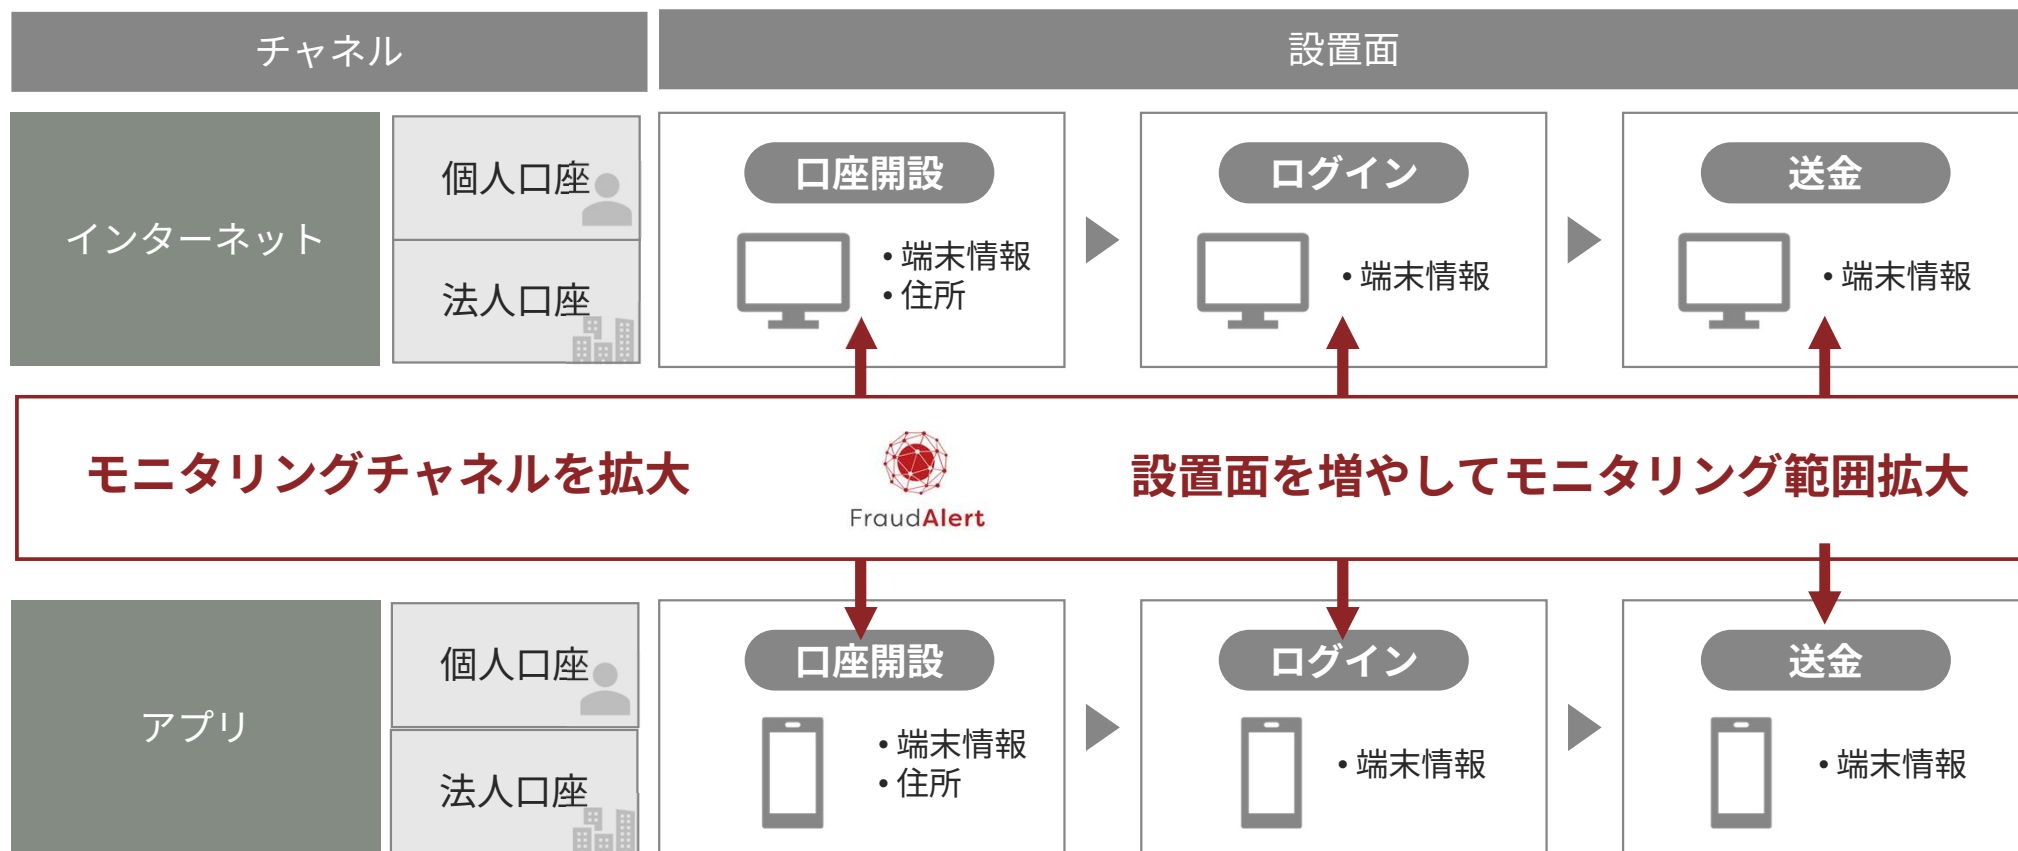 チャネル
設置面
インターネット
個人口座
法人口座
口座開設
• 端末情報
• 住所
ログイン
• 端末情報
送金
• 端末情報
モニタリングチャネルを拡大
FraudAlert
設置面を増やしてモニタリング範囲拡大
アプリ
個人口座
法人口座
口座開設
• 端末情報
• 住所
ログイン
• 端末情報
送金
• 端末情報